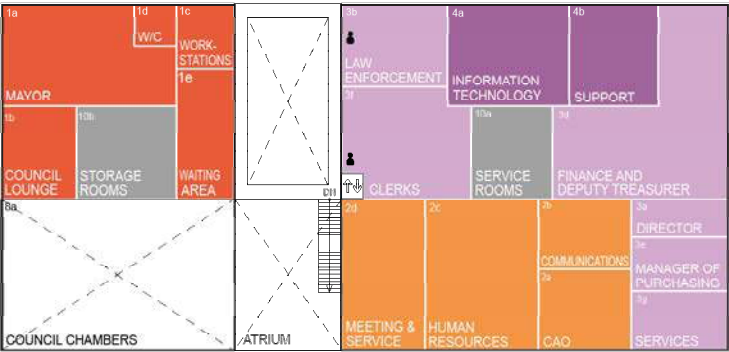 1a
1d
W/C
1c
WORK-
STATIONS
1e
MAYOR
1b
COUNCIL
LOUNGE
10b
STORAGE
ROOMS
WAITING
AREA
8a
COUNCIL CHAMBERS
DN
ATRIUM
3b
LAW
ENFORCEMENT
4a
INFORMATION
TECHNOLOGY
4b
SUPPORT
3f
CLERKS
10a
SERVICE
ROOMS
3d
FINANCE AND
DEPUTY TREASURER
2d
MEETING &
SERVICE
2c
HUMAN
RESOURCES
2b
COMMUNICATIONS
2a
CAO
3a
DIRECTOR
3e
MANAGER OF
PURCHASING
3g
SERVICES